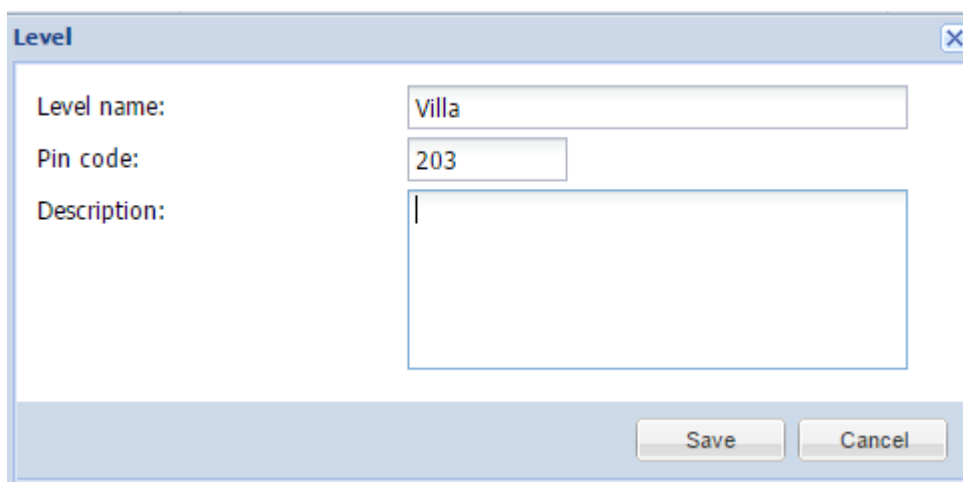 Level
Level name: Villa
Pin code: 203
Description:
Save Cancel